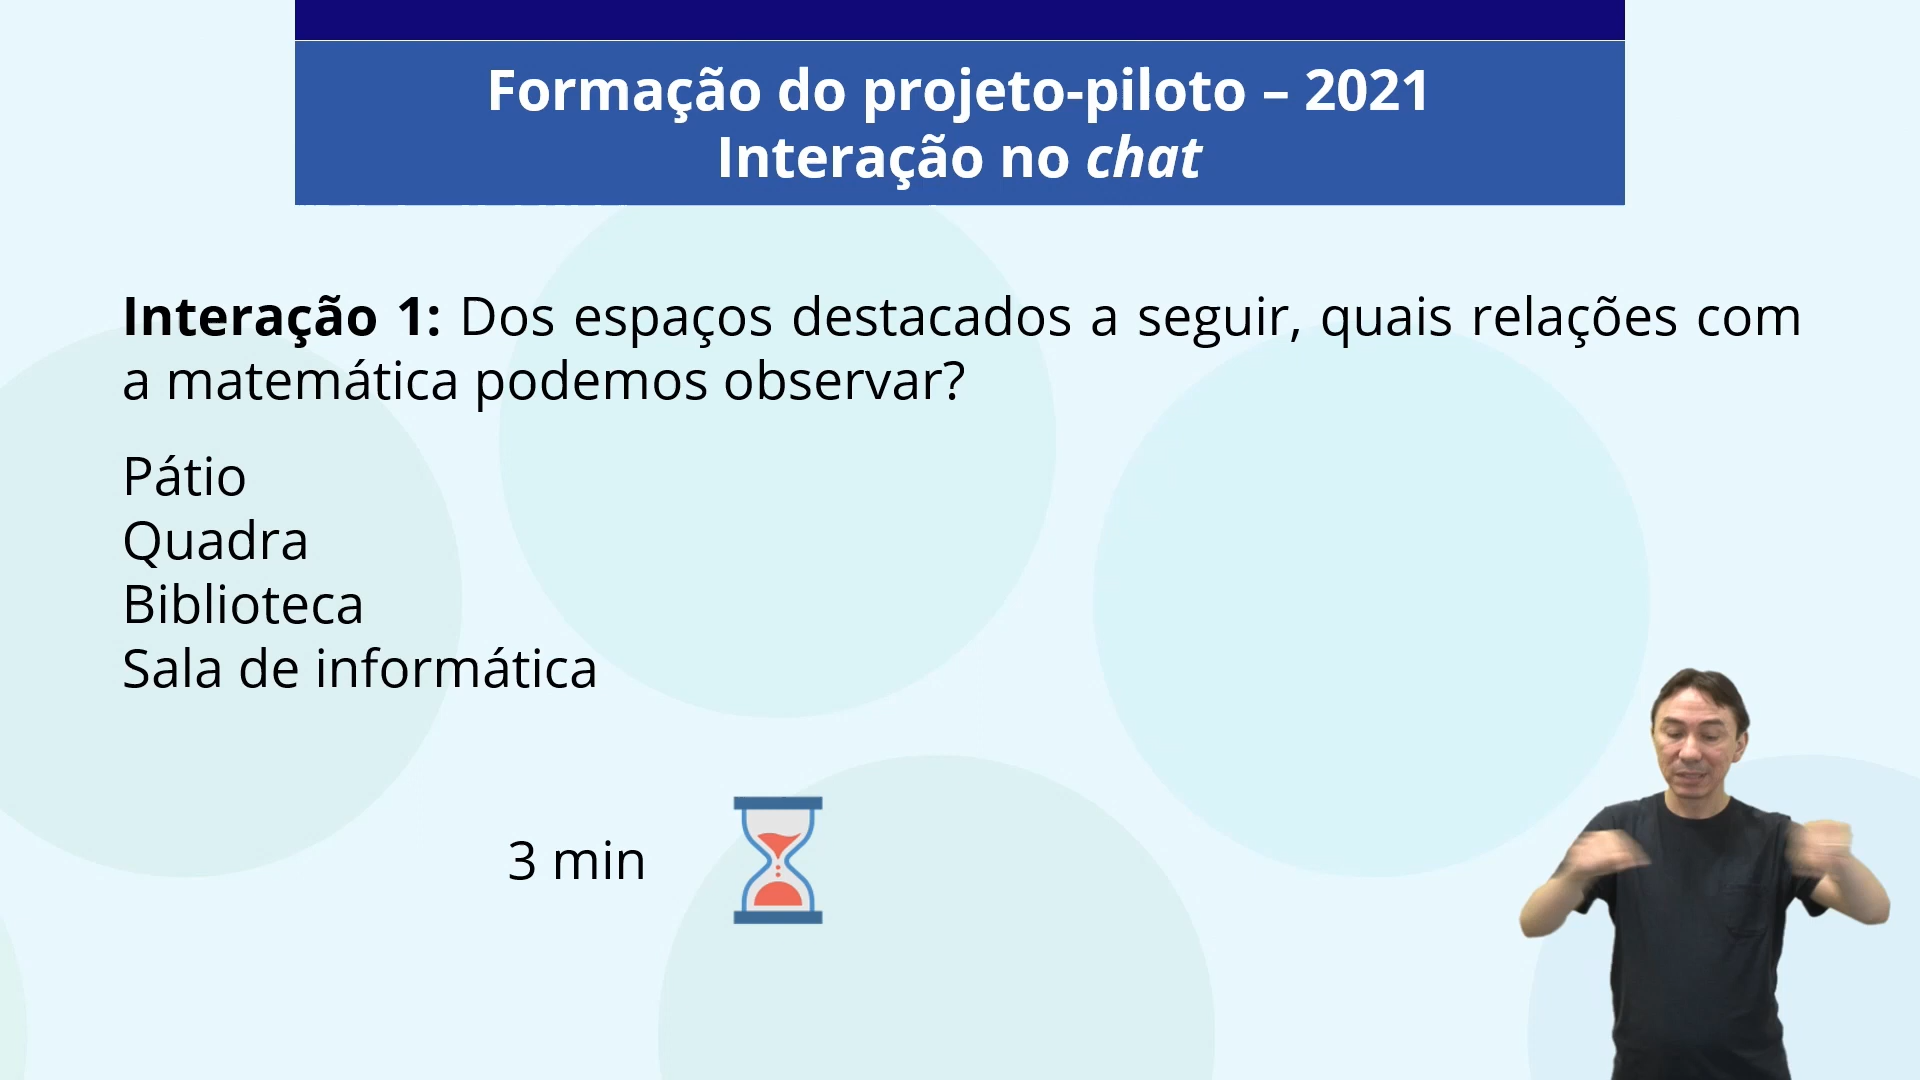 Formação do projeto-piloto – 2021
Interação no chat
Interação 1: Dos espaços destacados a seguir, quais relações com
a matemática podemos observar?
Pátio
Quadra
Biblioteca
Sala de informática
3 min